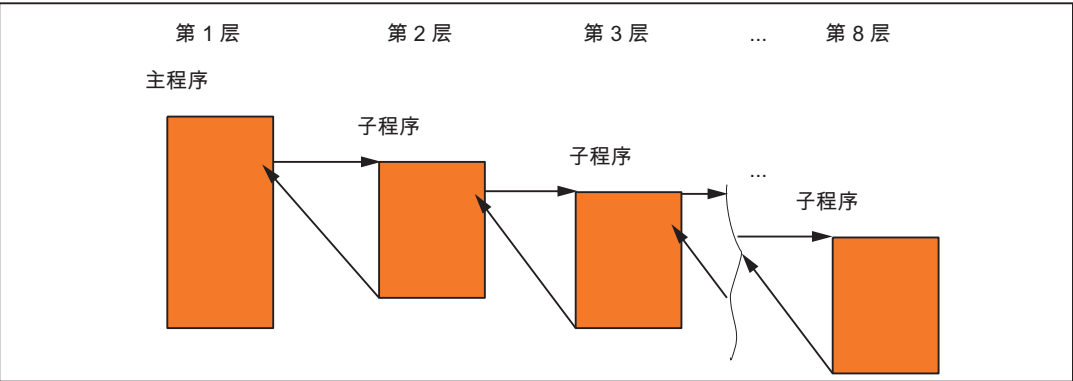 第 1 层 第 2 层 第 3 层 ... 第 8 层
主程序
子程序
子程序
...
子程序